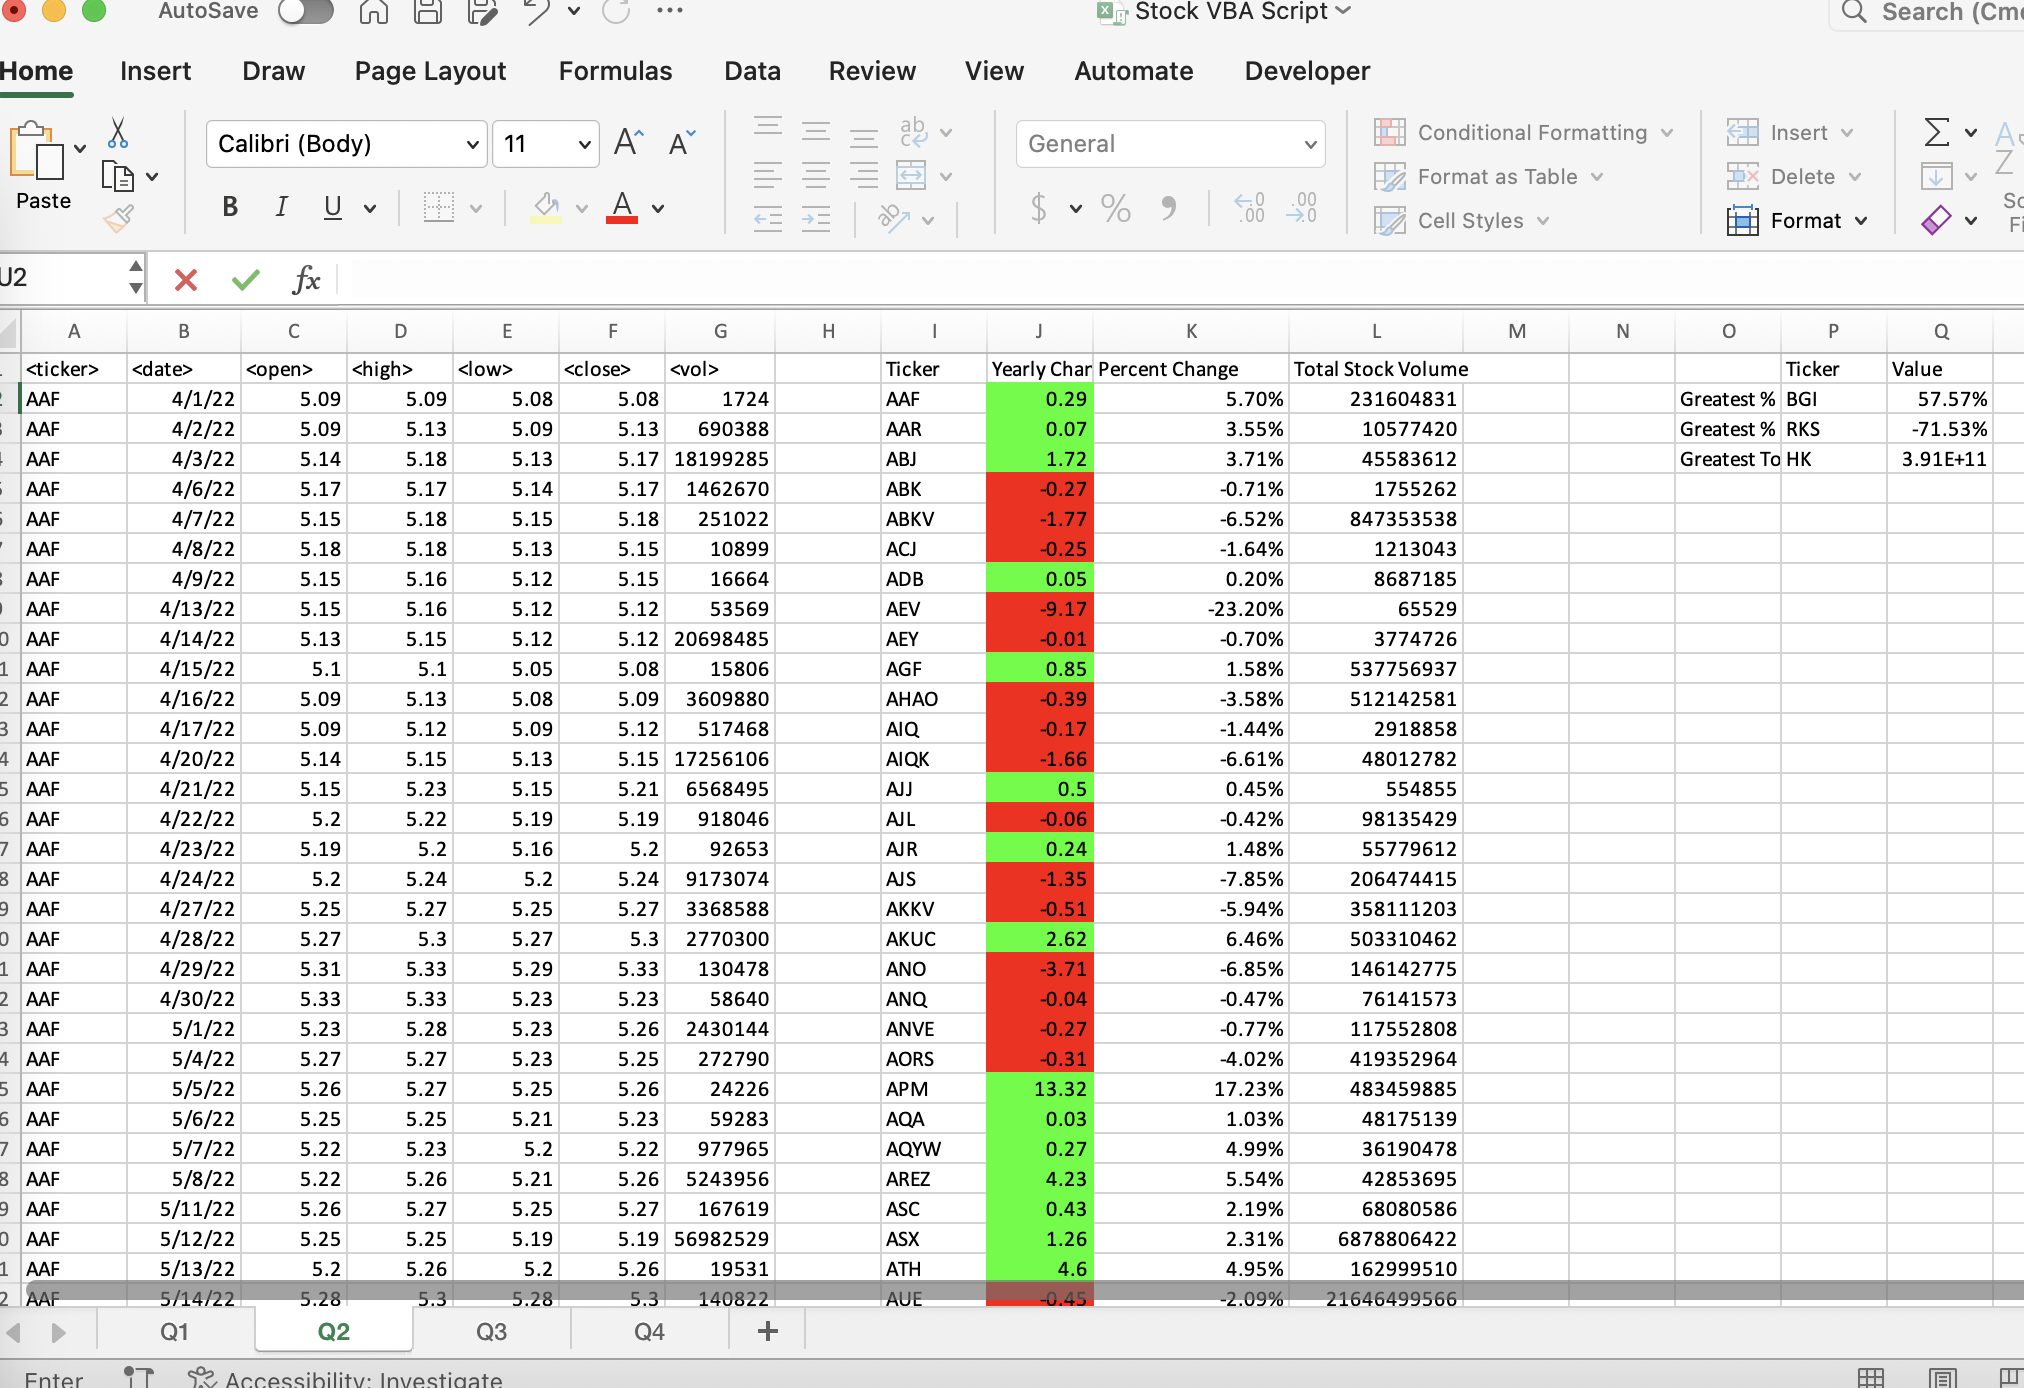 AutoSave Stock VBA Script Search (Cm
Home Insert Draw Page Layout Formulas Data Review View Automate Developer
Calibri (Body) 11 General Conditional Formatting Insert
Format as Table Delete
Paste B I U $ % Cell Styles Format
U2 fx
A B C D E F G H I J K L M N O P Q
<ticker> <date> <open> <high> <low> <close> <vol> Ticker Yearly Chan Percent Change Total Stock Volume Ticker Value
AAF 4/1/22 5.09 5.09 5.08 5.08 1724 AAF 0.29 5.70% 231604831 Greatest % BGI 57.57%
AAF 4/2/22 5.09 5.13 5.09 5.13 690388 AAR 0.07 3.55% 10577420 Greatest % RKS -71.53%
AAF 4/3/22 5.14 5.18 5.13 5.17 18199285 ABJ 1.72 3.71% 45583612 Greatest To HK 3.91E+11
AAF 4/6/22 5.17 5.17 5.14 5.17 1462670 ABK -0.27 -0.71% 1755262
AAF 4/7/22 5.15 5.18 5.15 5.18 251022 ABKV -1.77 -6.52% 847353538
AAF 4/8/22 5.18 5.18 5.13 5.15 10899 ACJ -0.25 -1.64% 1213043
AAF 4/9/22 5.15 5.16 5.12 5.15 16664 ADB 0.05 0.20% 8687185
AAF 4/13/22 5.15 5.16 5.12 5.12 53569 AEV -9.17 -23.20% 65529
AAF 4/14/22 5.13 5.15 5.12 5.12 20698485 AEY -0.01 -0.70% 3774726
AAF 4/15/22 5.1 5.1 5.05 5.08 15806 AGF 0.85 1.58% 537756937
AAF 4/16/22 5.09 5.13 5.08 5.09 3609880 AHAO -0.39 -3.58% 512142581
AAF 4/17/22 5.09 5.12 5.09 5.12 517468 AIQ -0.17 -1.44% 2918858
AAF 4/20/22 5.14 5.15 5.13 5.15 17256106 AIQK -1.66 -6.61% 48012782
AAF 4/21/22 5.15 5.23 5.15 5.21 6568495 AJJ 0.5 0.45% 554855
AAF 4/22/22 5.2 5.22 5.19 5.19 918046 AJL -0.06 -0.42% 98135429
AAF 4/23/22 5.19 5.2 5.16 5.2 92653 AJR 0.24 1.48% 55779612
AAF 4/24/22 5.2 5.24 5.2 5.24 9173074 AJS -1.35 -7.85% 206474415
AAF 4/27/22 5.25 5.27 5.25 5.27 3368588 AKKV -0.51 -5.94% 358111203
AAF 4/28/22 5.27 5.3 5.27 5.3 2770300 AKUC 2.62 6.46% 503310462
AAF 4/29/22 5.31 5.33 5.29 5.33 130478 ANO -3.71 -6.85% 146142775
AAF 4/30/22 5.33 5.33 5.23 5.23 58640 ANQ -0.04 -0.47% 76141573
AAF 5/1/22 5.23 5.28 5.23 5.26 2430144 ANVE -0.27 -0.77% 117552808
AAF 5/4/22 5.27 5.27 5.23 5.25 272790 AORS -0.31 -4.02% 419352964
AAF 5/5/22 5.26 5.27 5.25 5.26 24226 APM 13.32 17.23% 483459885
AAF 5/6/22 5.25 5.25 5.21 5.23 59283 AQA 0.03 1.03% 48175139
AAF 5/7/22 5.22 5.23 5.2 5.22 977965 AQYW 0.27 4.99% 36190478
AAF 5/8/22 5.22 5.26 5.21 5.26 5243956 AREZ 4.23 5.54% 42853695
AAF 5/11/22 5.26 5.27 5.25 5.27 167619 ASC 0.43 2.19% 68080586
AAF 5/12/22 5.25 5.25 5.19 5.19 56982529 ASX 1.26 2.31% 6878806422
AAF 5/13/22 5.2 5.26 5.2 5.26 19531 ATH 4.6 4.95% 162999510
AAF 5/14/22 5.28 5.3 5.28 5.3 140822 AUE -0.45 -2.09% 21646499566
Q1 Q2 Q3 Q4 +
Enter Accessibility: Investigate